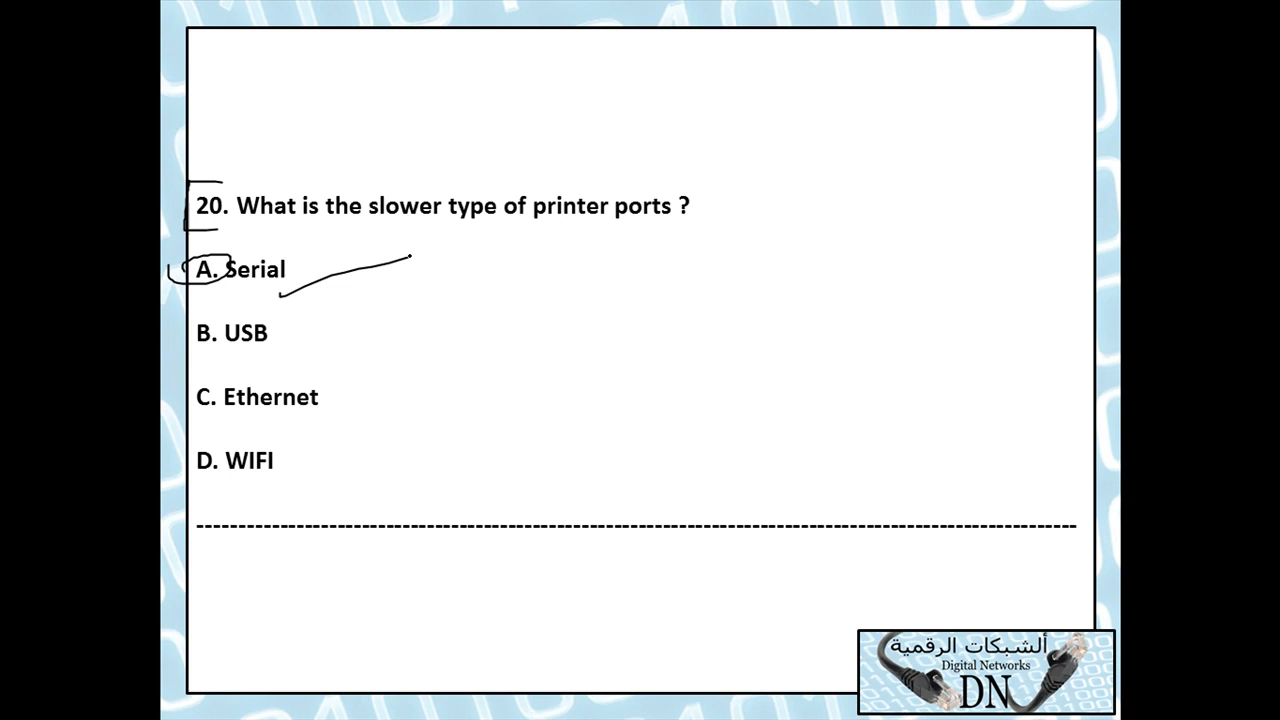 20. What is the slower type of printer ports ?
A. Serial
B. USB
C. Ethernet
D. WIFI
--------------------------------------------------------------------------------------------------------------
ألشبكات الرقمية
Digital Networks
DN